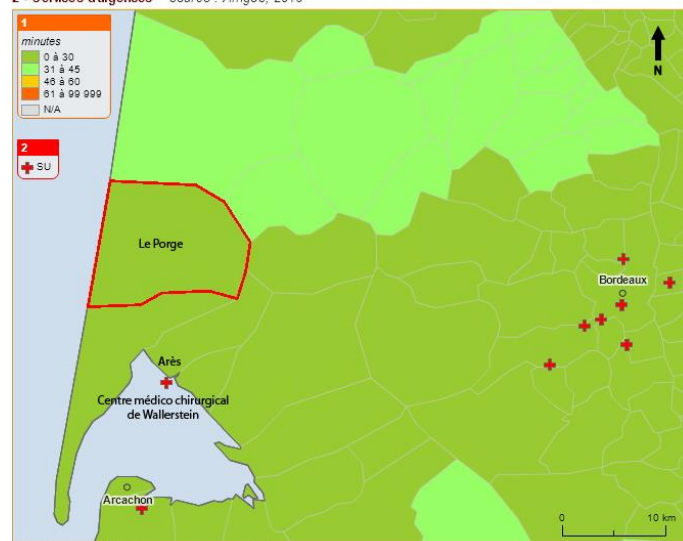 1
minutes
0 à 30
31 à 45
46 à 60
61 à 99 999
N/A
2
SU
N
Le Porge
Bordeaux
Arès
Centre médico chirurgical
de Wallerstein
Arcachon
0 10 km